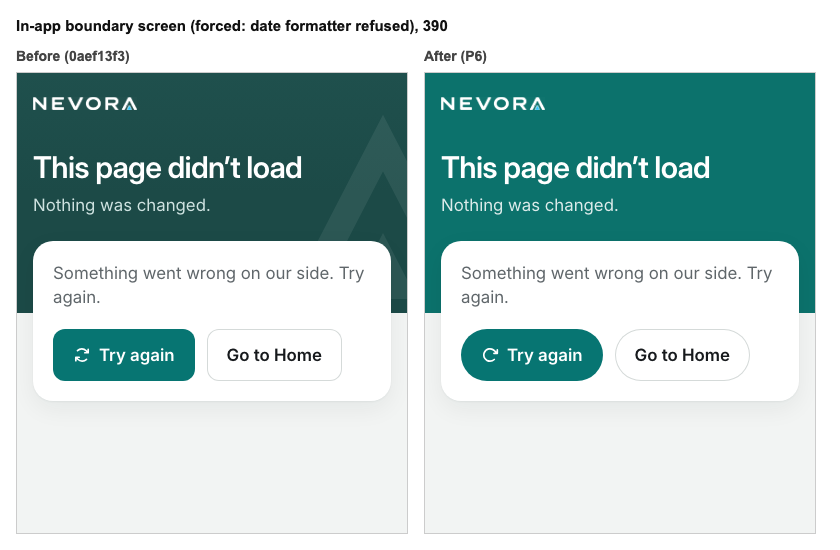 In-app boundary screen (forced: date formatter refused), 390
Before (0aef13f3)
NEVORA
This page didn’t load
Nothing was changed.
Something went wrong on our side. Try
again.
Try again
Go to Home
After (P6)
NEVORA
This page didn’t load
Nothing was changed.
Something went wrong on our side. Try
again.
Try again
Go to Home